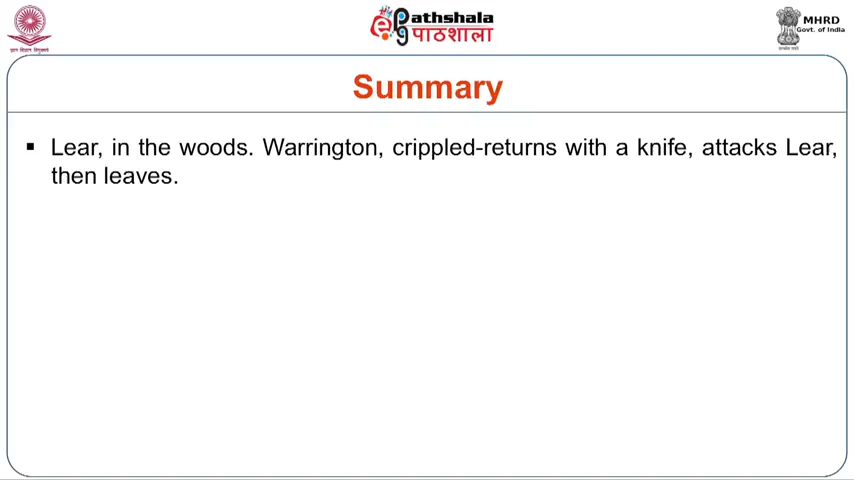 ePathshala
पाठशाला
MHRD
Govt. of India
Summary
▪ Lear, in the woods. Warrington, crippled-returns with a knife, attacks Lear,
then leaves.